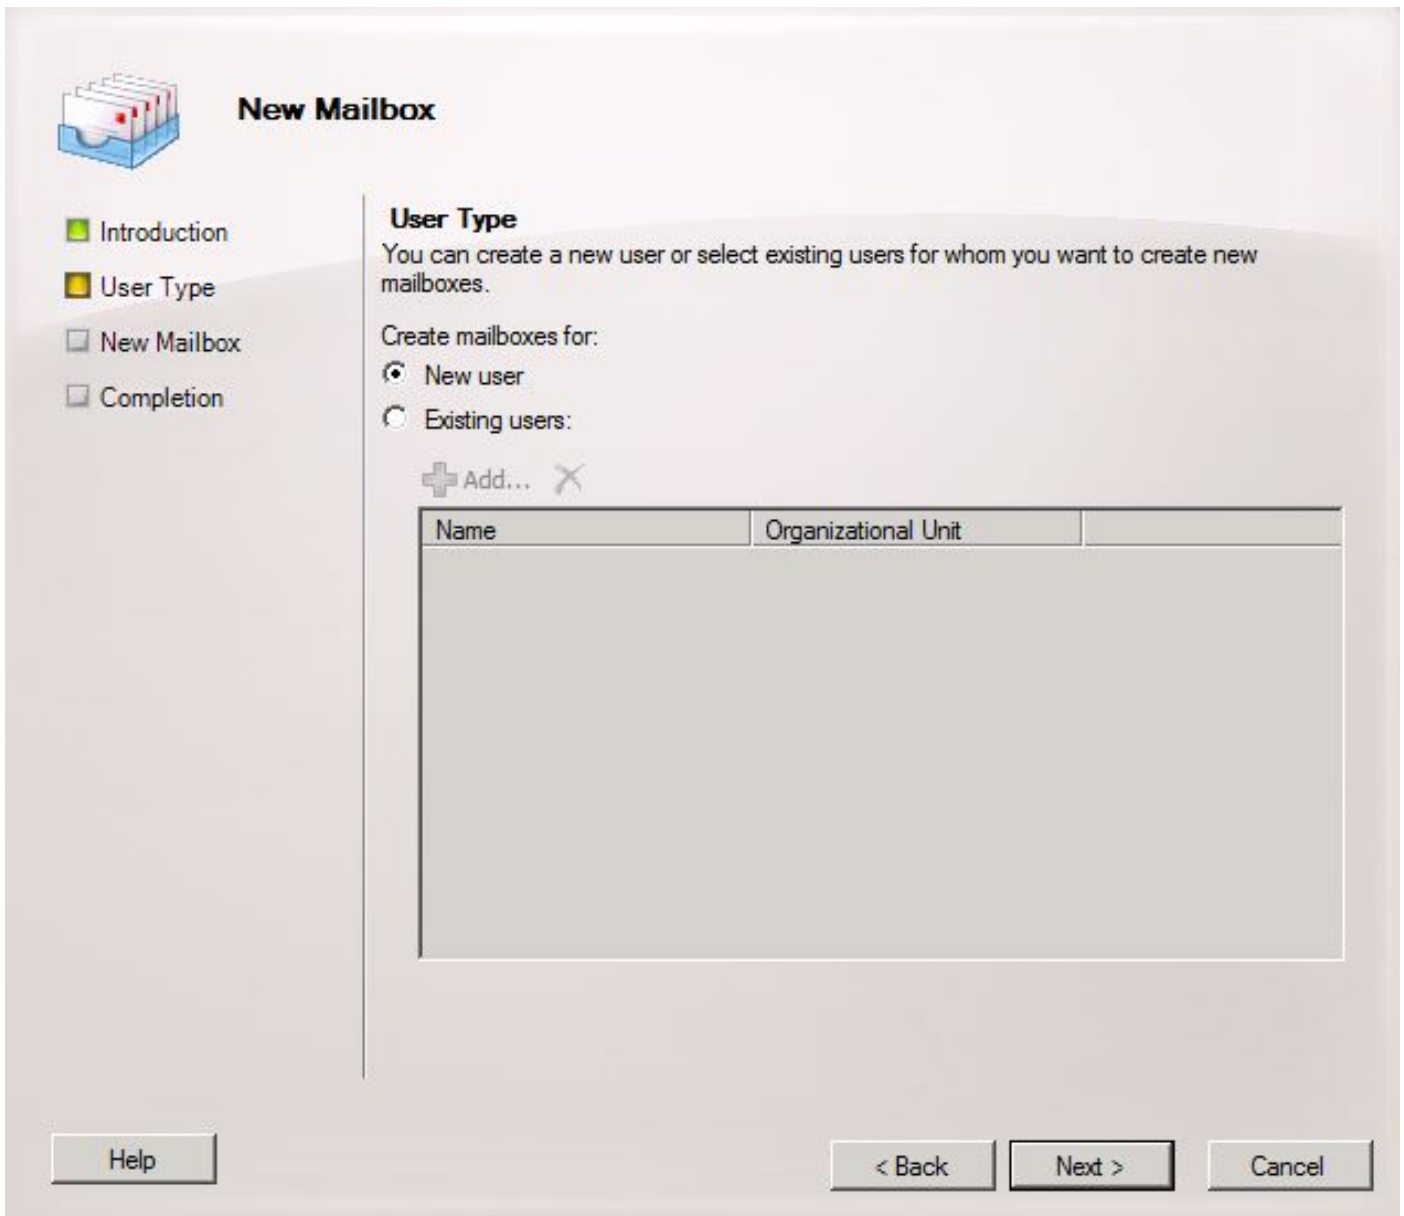 New Mailbox
Introduction
User Type
New Mailbox
Completion
User Type
You can create a new user or select existing users for whom you want to create new
mailboxes.
Create mailboxes for:
New user
Existing users:
Add...
Name Organizational Unit
Help < Back Next > Cancel